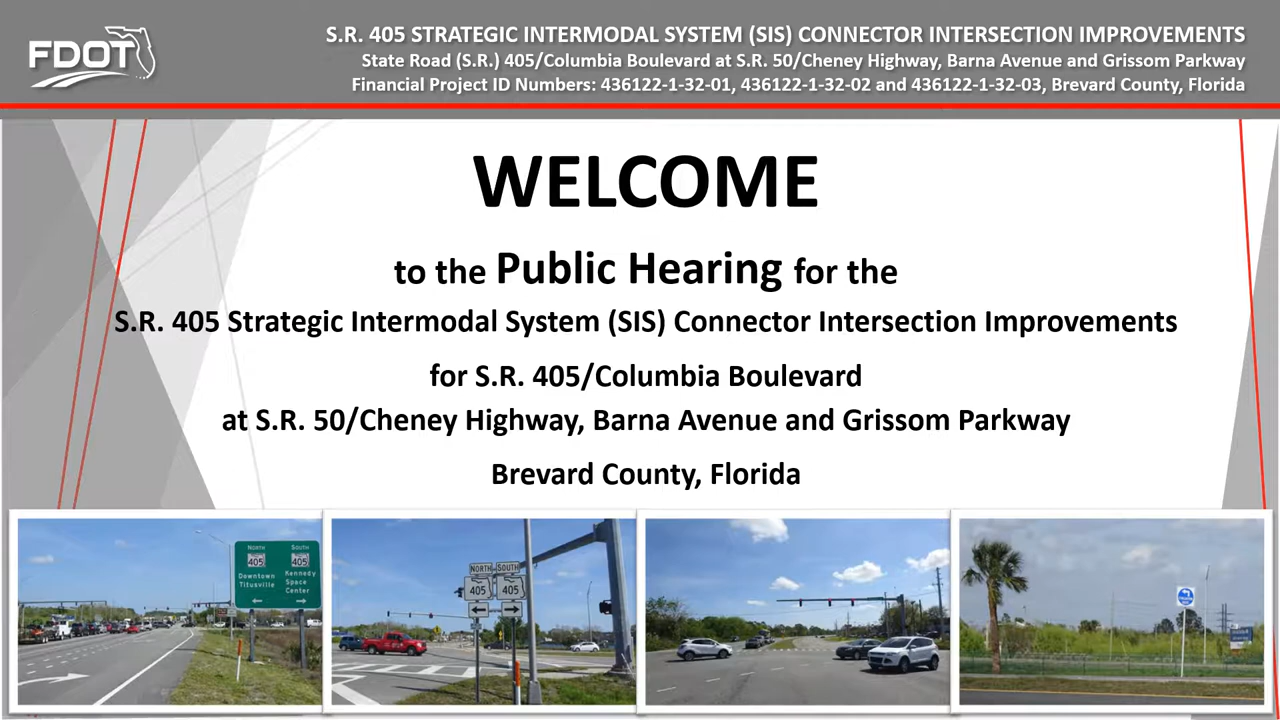 FDOT
S.R. 405 STRATEGIC INTERMODAL SYSTEM (SIS) CONNECTOR INTERSECTION IMPROVEMENTS
State Road (S.R.) 405/Columbia Boulevard at S.R. 50/Cheney Highway, Barna Avenue and Grissom Parkway
Financial Project ID Numbers: 436122-1-32-01, 436122-1-32-02 and 436122-1-32-03, Brevard County, Florida
WELCOME
to the Public Hearing for the
S.R. 405 Strategic Intermodal System (SIS) Connector Intersection Improvements
for S.R. 405/Columbia Boulevard
at S.R. 50/Cheney Highway, Barna Avenue and Grissom Parkway
Brevard County, Florida
NORTH SOUTH
405 405
Downtown Titusville
Kennedy Space Center
NORTH SOUTH
405 405